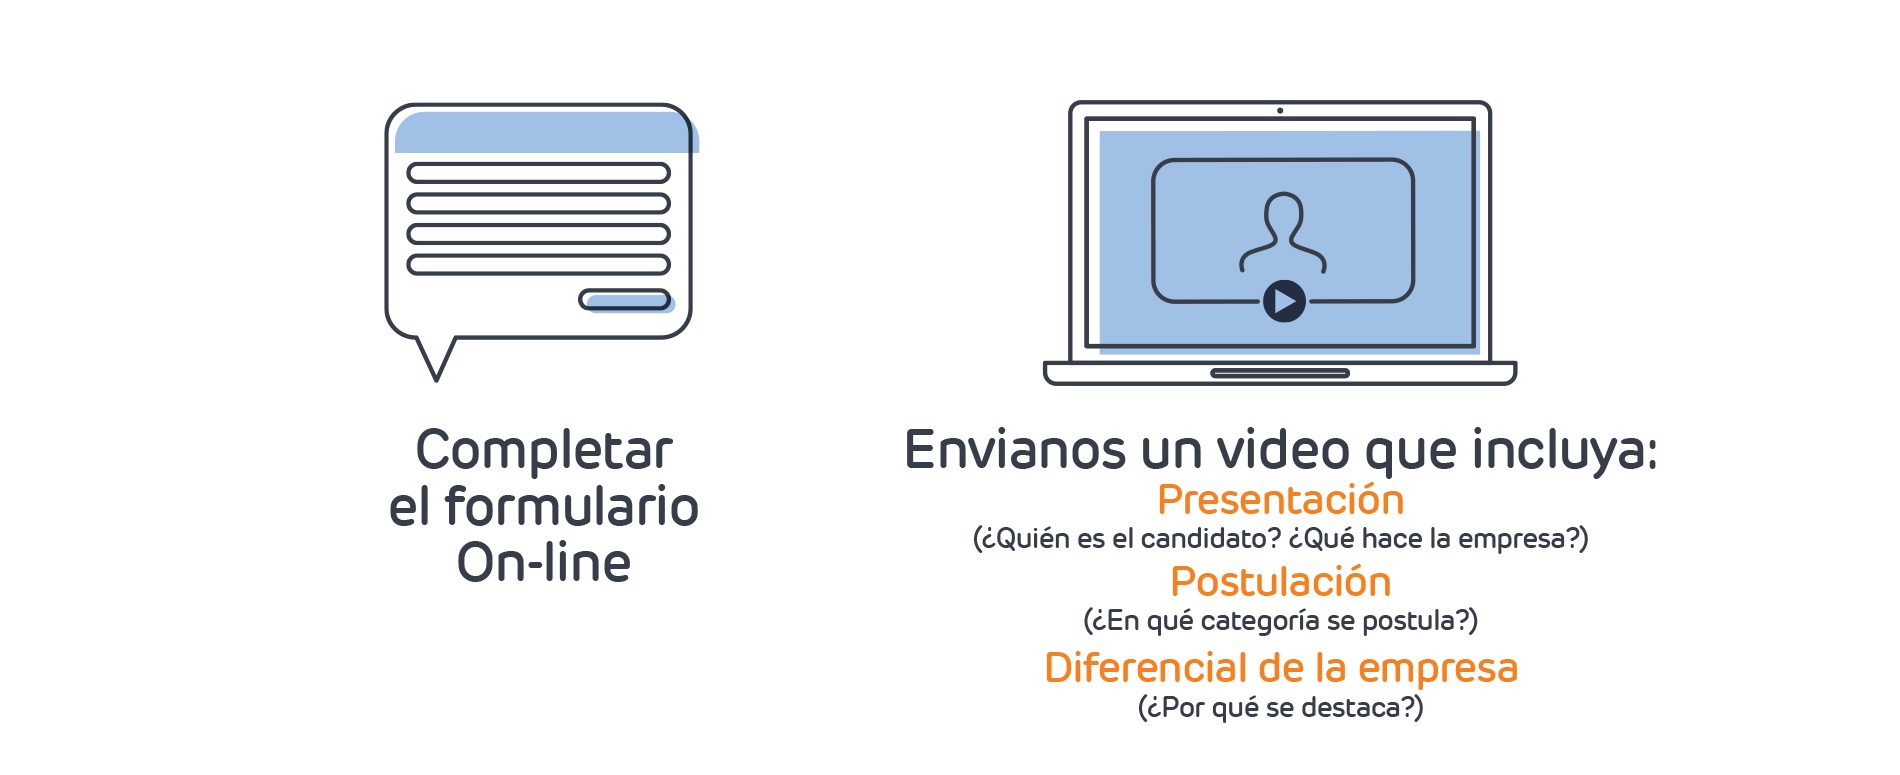 Completar
el formulario
On-line
Envianos un video que incluya:
Presentación
(¿Quién es el candidato? ¿Qué hace la empresa?)
Postulación
(¿En qué categoría se postula?)
Diferencial de la empresa
(¿Por qué se destaca?)